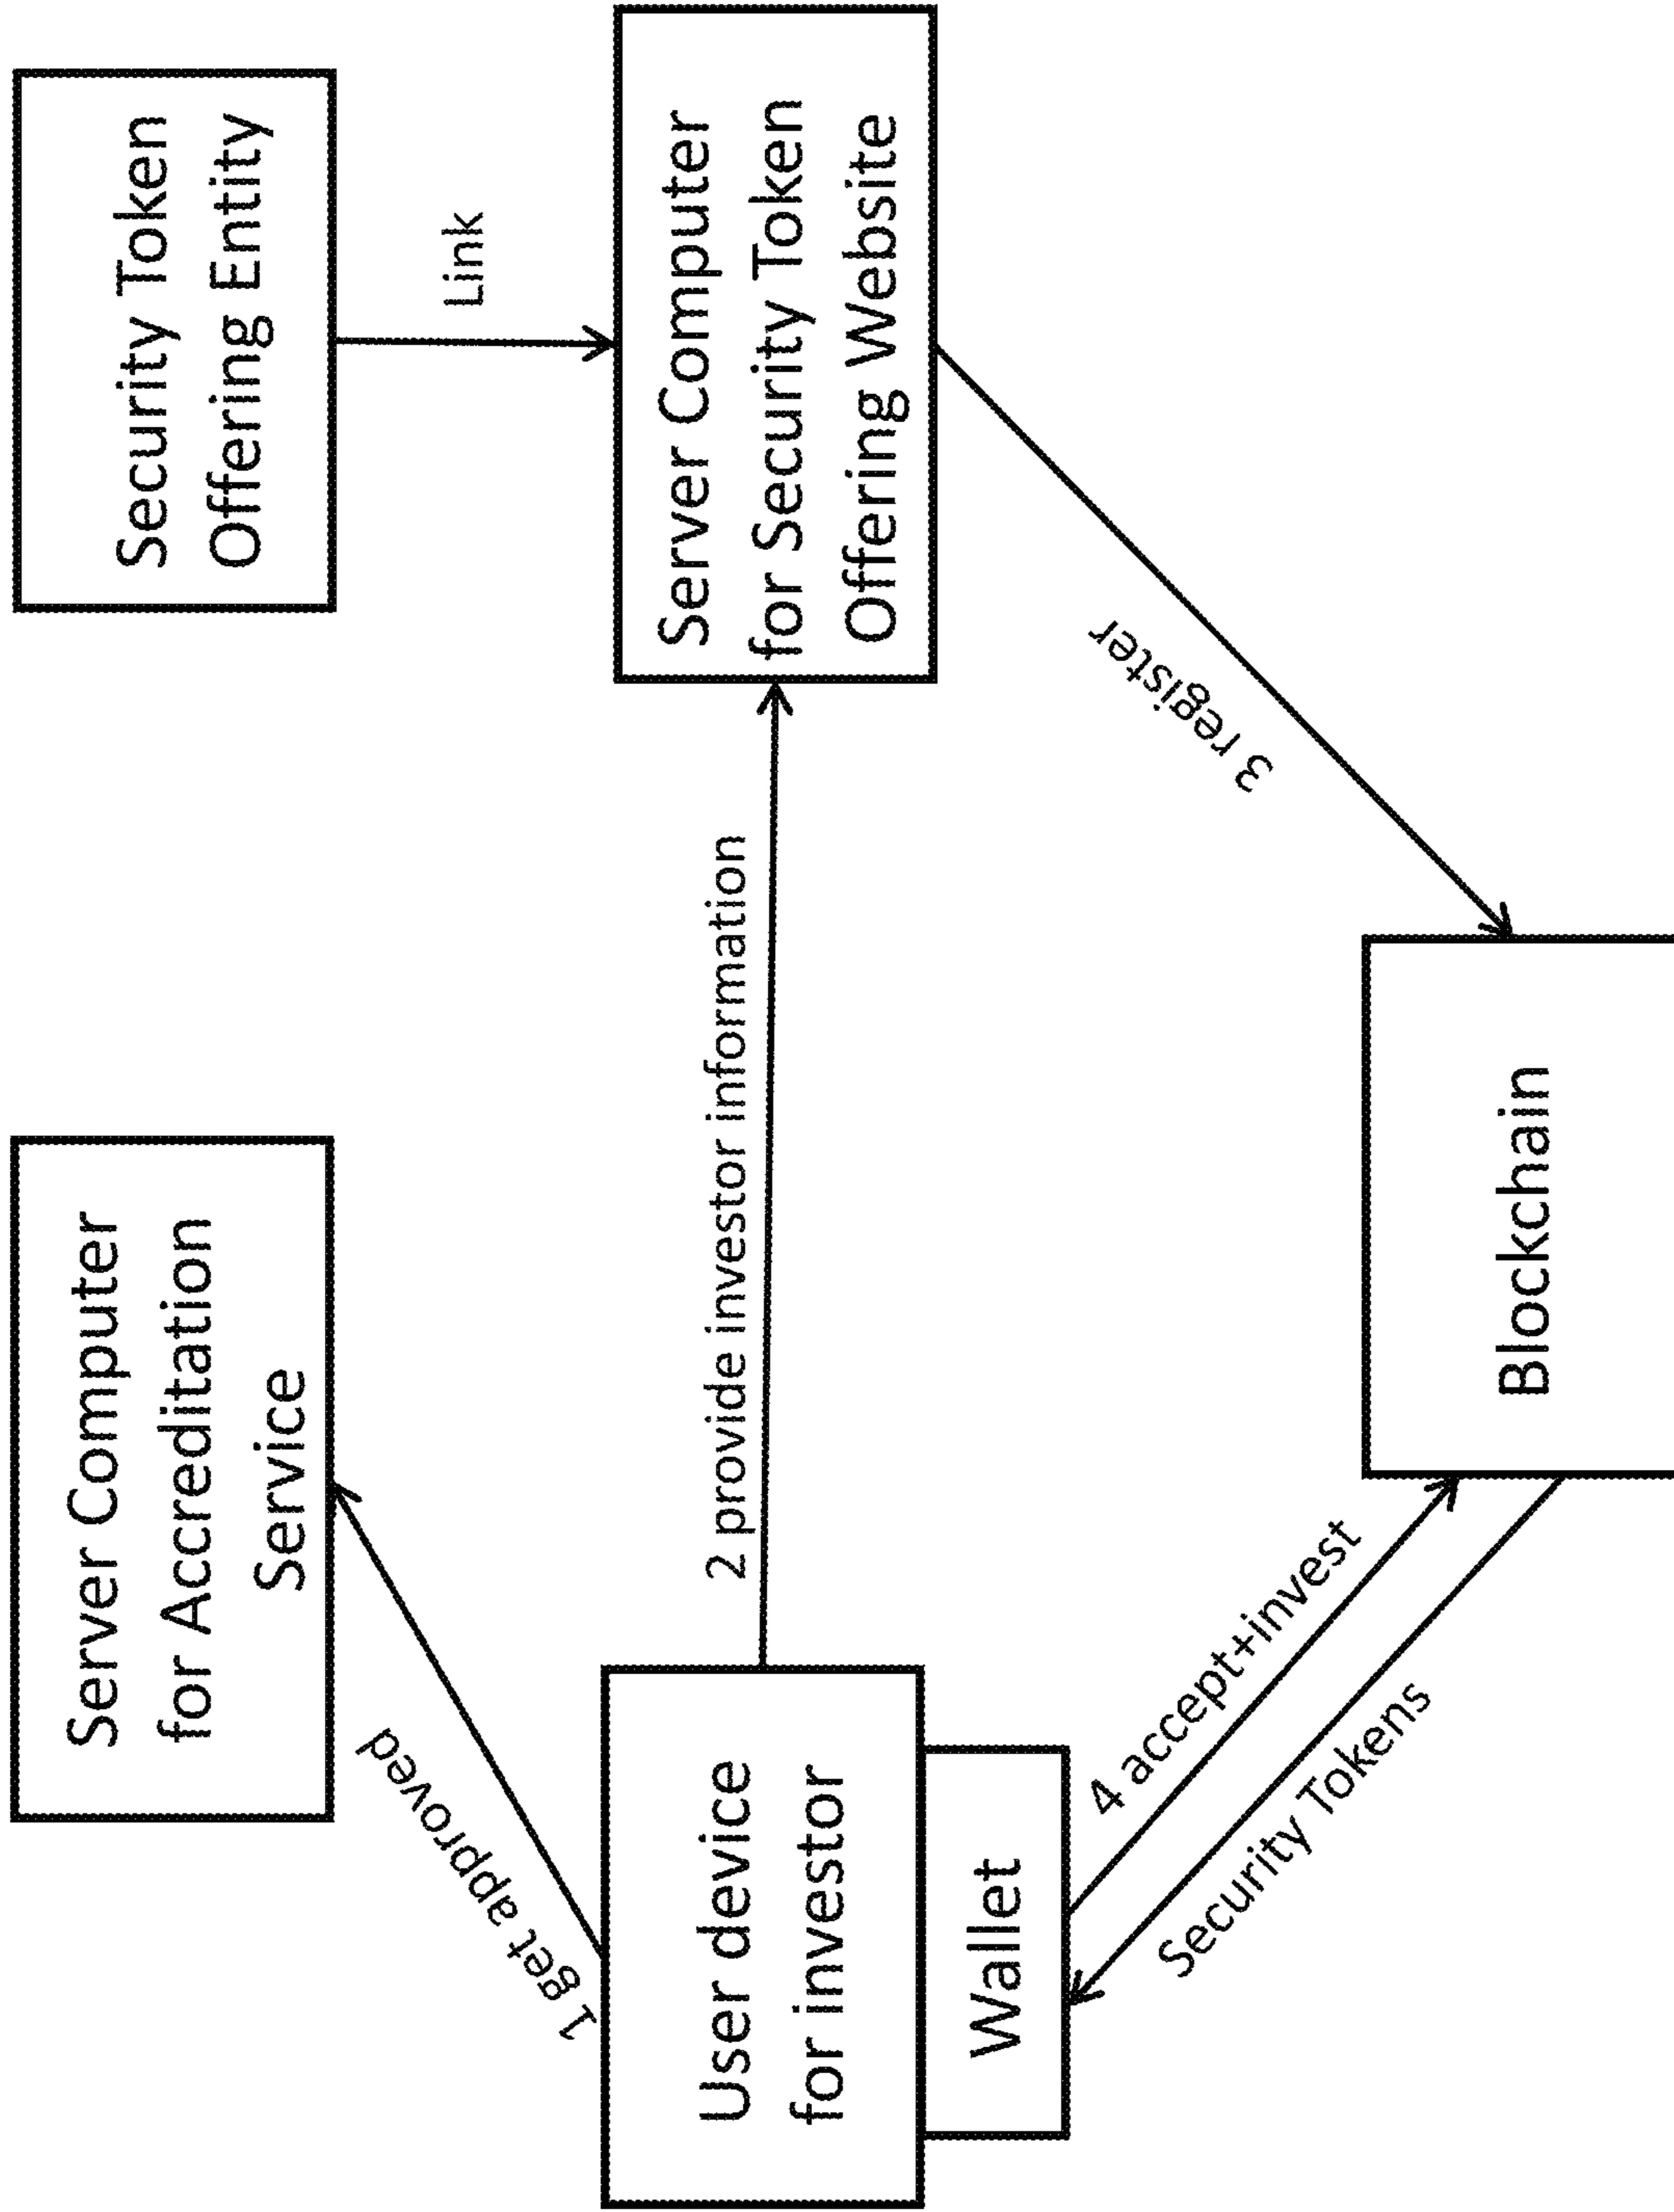 Server Computer
for Accreditation
Service
Security Token
Offering Entity
1 get approved
Link
User device
for investor
Wallet
2 provide investor information
Server Computer
for Security Token
Offering Website
4 accept+invest
Security Tokens
3 register
Blockchain